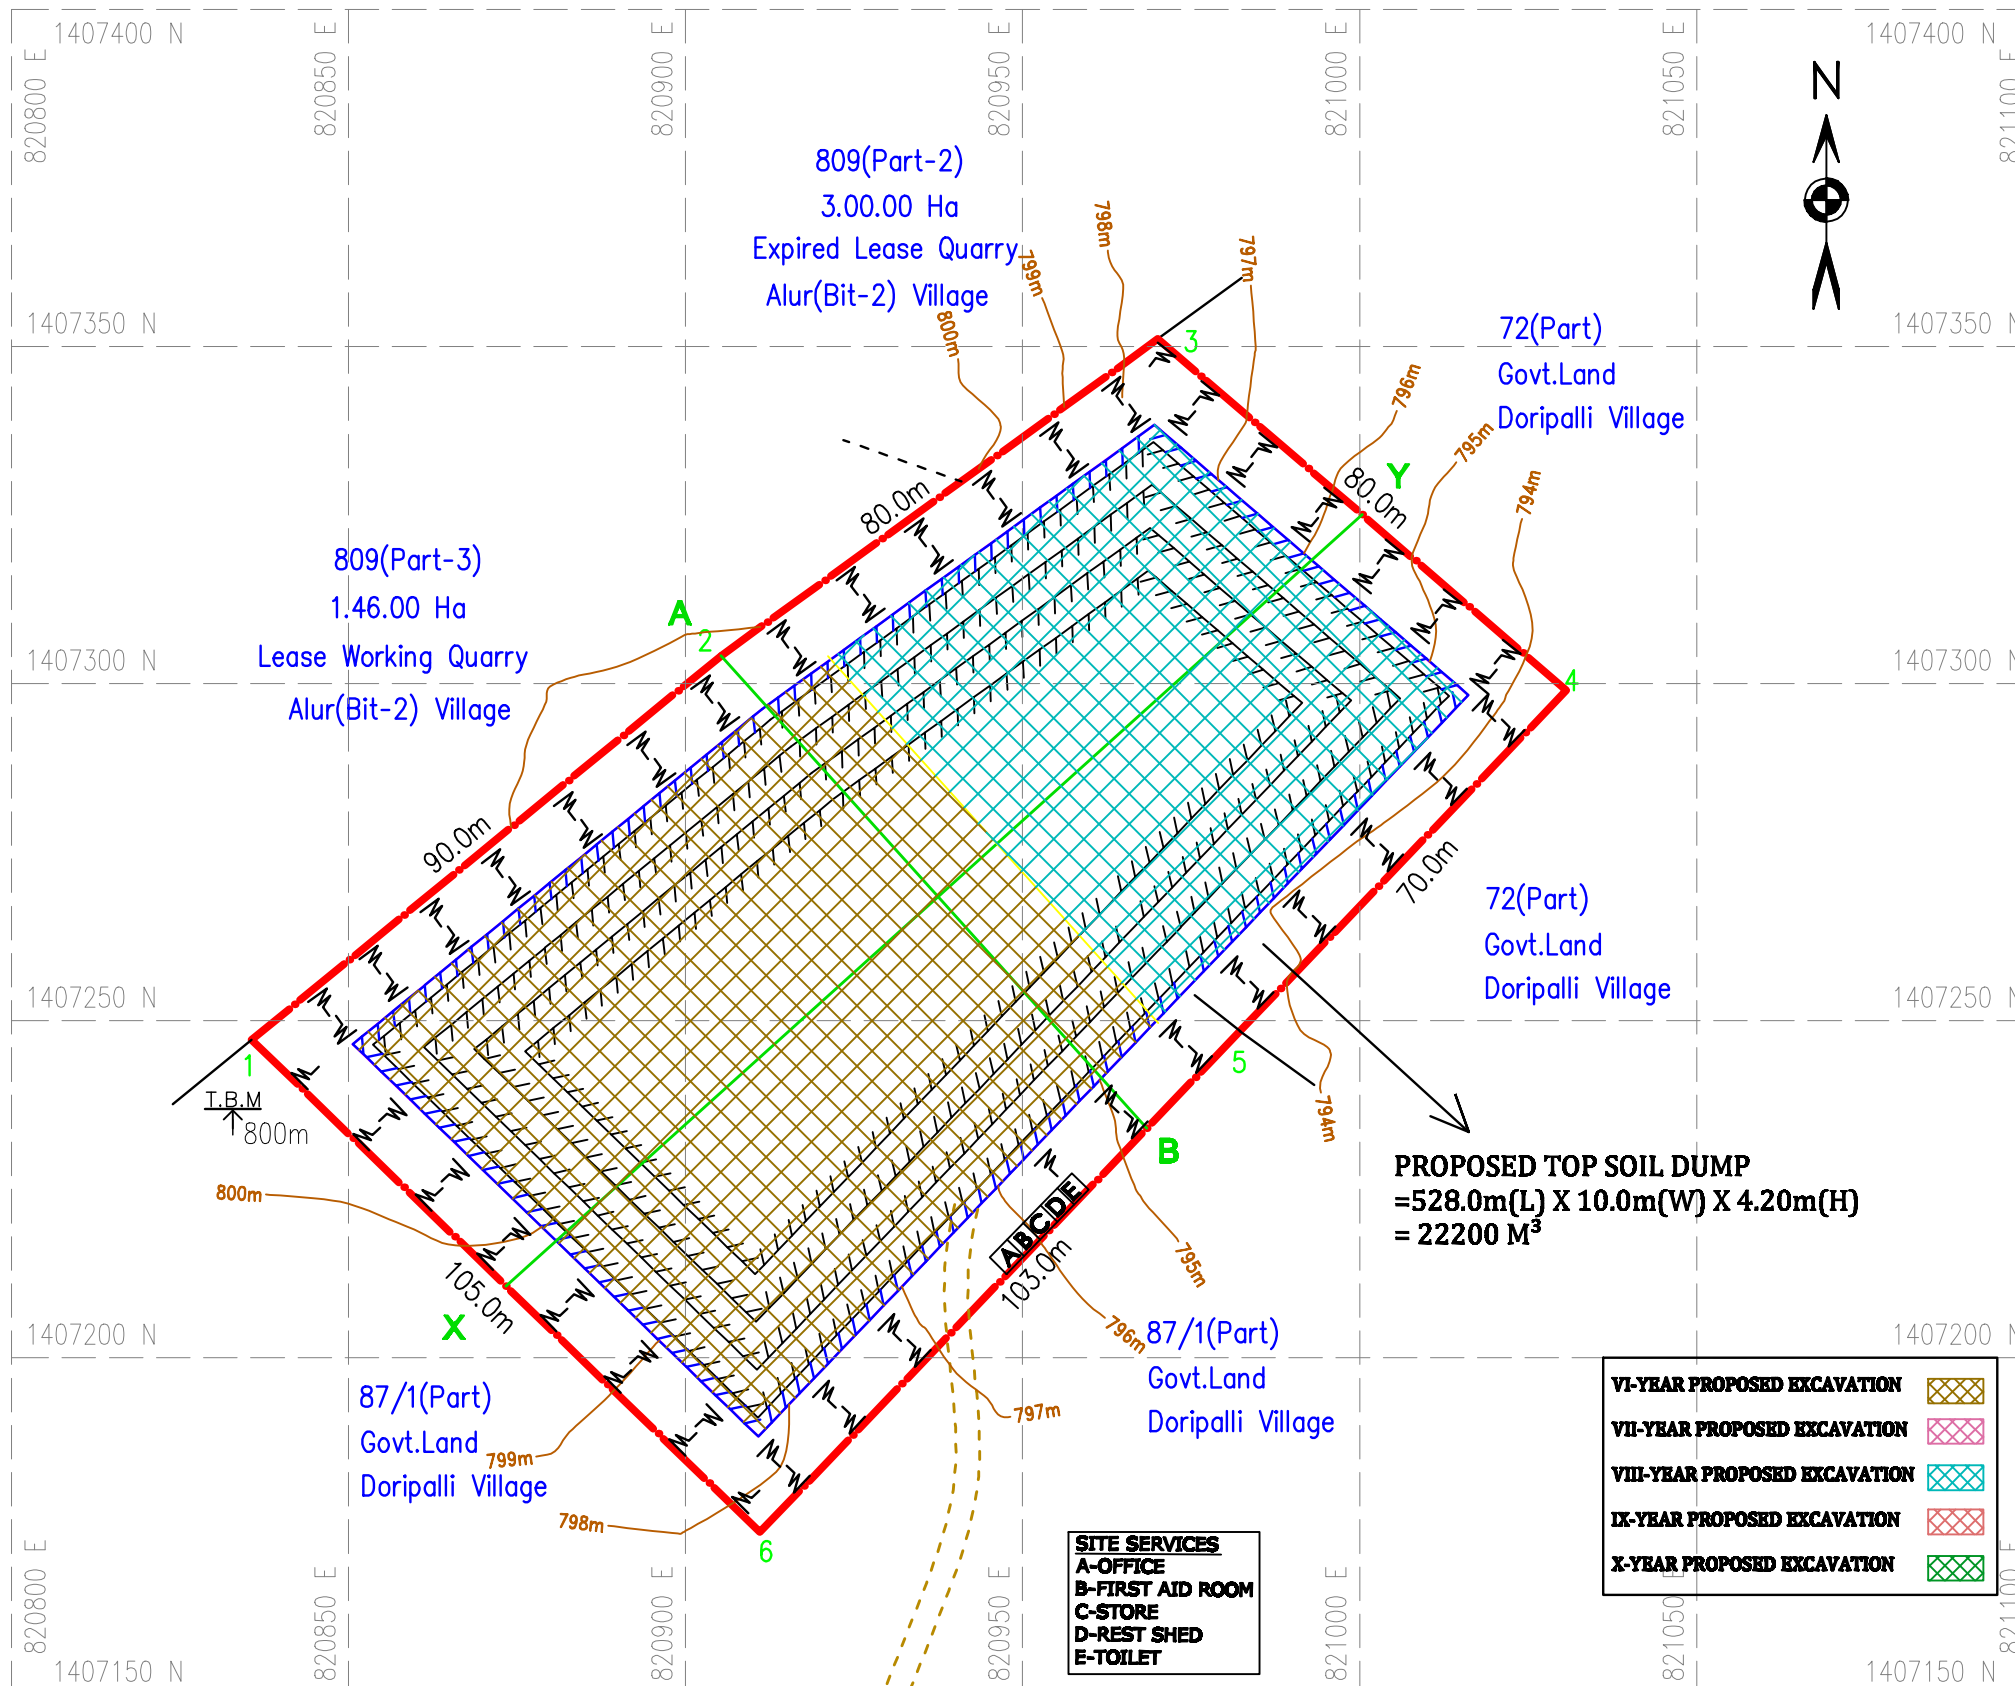 1407400 N
1407400 N
820800 E
820850 E
820900 E
820950 E
821000 E
821050 E
821100 E
N
809(Part-2)
3.00.00 Ha
Expired Lease Quarry
Alur(Bit-2) Village
798m
799m
797m
800m
1407350 N
1407350 N
3
72(Part)
Govt.Land
Doripalli Village
796m
795m
794m
Y
80.0m
80.0m
809(Part-3)
1.46.00 Ha
Lease Working Quarry
Alur(Bit-2) Village
A
2
1407300 N
1407300 N
4
90.0m
70.0m
72(Part)
Govt.Land
Doripalli Village
1407250 N
1407250 N
1
5
T.B.M
800m
794m
B
PROPOSED TOP SOIL DUMP
=528.0m(L) X 10.0m(W) X 4.20m(H)
= 22200 M³
800m
ABCDE
103.0m
795m
105.0m
X
796m
1407200 N
1407200 N
87/1(Part)
Govt.Land
Doripalli Village
87/1(Part)
Govt.Land
Doripalli Village
797m
799m
798m
6
VI-YEAR PROPOSED EXCAVATION
VII-YEAR PROPOSED EXCAVATION
VIII-YEAR PROPOSED EXCAVATION
IX-YEAR PROPOSED EXCAVATION
X-YEAR PROPOSED EXCAVATION
SITE SERVICES
A-OFFICE
B-FIRST AID ROOM
C-STORE
D-REST SHED
E-TOILET
820800 E
820850 E
820900 E
820950 E
821000 E
821050 E
821100 E
1407150 N
1407150 N